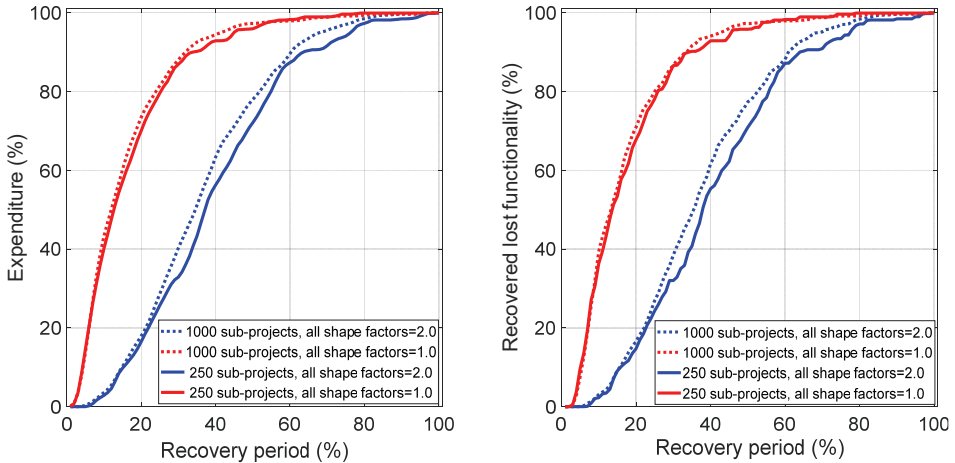 100
80
60
40
20
0
Expenditure (%)
1000 sub-projects, all shape factors=2.0
1000 sub-projects, all shape factors=1.0
250 sub-projects, all shape factors=2.0
250 sub-projects, all shape factors=1.0
0 20 40 60 80 100
Recovery period (%)
100
80
60
40
20
0
Recovered lost functionality (%)
1000 sub-projects, all shape factors=2.0
1000 sub-projects, all shape factors=1.0
250 sub-projects, all shape factors=2.0
250 sub-projects, all shape factors=1.0
0 20 40 60 80 100
Recovery period (%)